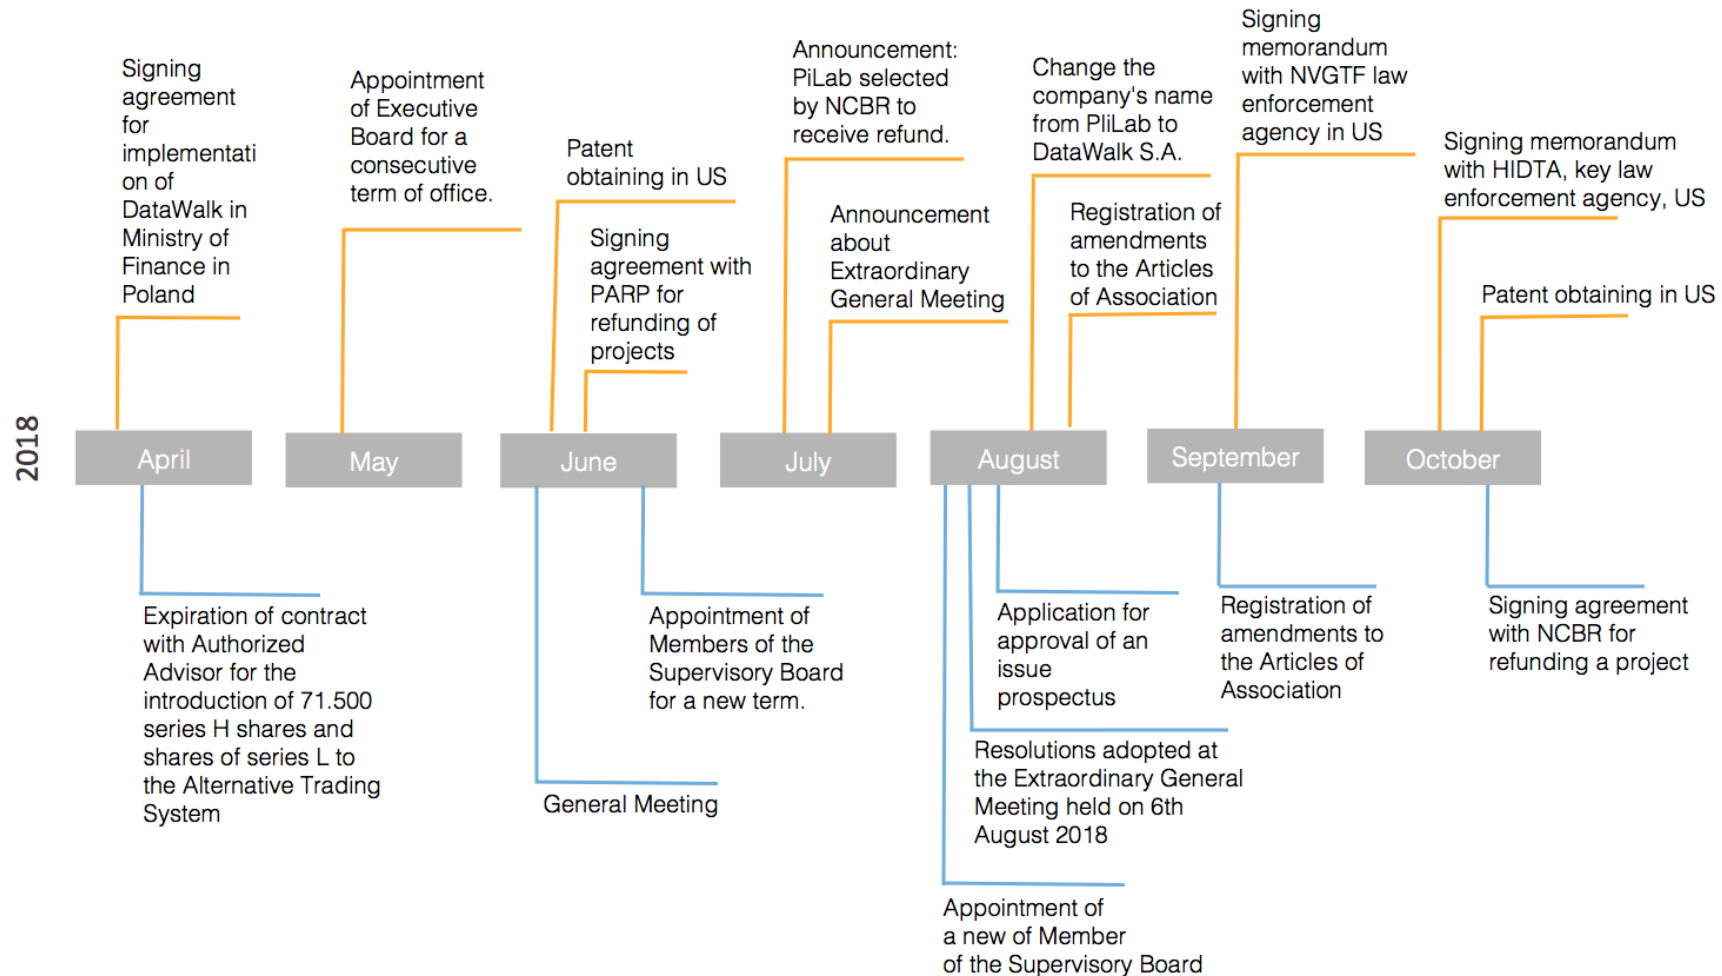 Signing
agreement
for
implementati
on of
DataWalk in
Ministry of
Finance in
Poland
Appointment
of Executive
Board for a
consecutive
term of office.
Patent
obtaining in US
Signing
agreement with
PARP for
refunding of
projects
Announcement:
PiLab selected
by NCBR to
receive refund.
Announcement
about
Extraordinary
General Meeting
Change the
company's name
from PliLab to
DataWalk S.A.
Registration of
amendments
to the Articles
of Association
Signing
memorandum
with NVGTF law
enforcement
agency in US
Signing memorandum
with HIDTA, key law
enforcement agency, US
Patent obtaining in US
2018
April
May
June
July
August
September
October
Expiration of contract
with Authorized
Advisor for the
introduction of 71.500
series H shares and
shares of series L to
the Alternative Trading
System
General Meeting
Appointment of
Members of the
Supervisory Board
for a new term.
Application for
approval of an
issue
prospectus
Resolutions adopted at
the Extraordinary General
Meeting held on 6th
August 2018
Appointment of
a new of Member
of the Supervisory Board
Registration of
amendments to
the Articles of
Association
Signing agreement
with NCBR for
refunding a project